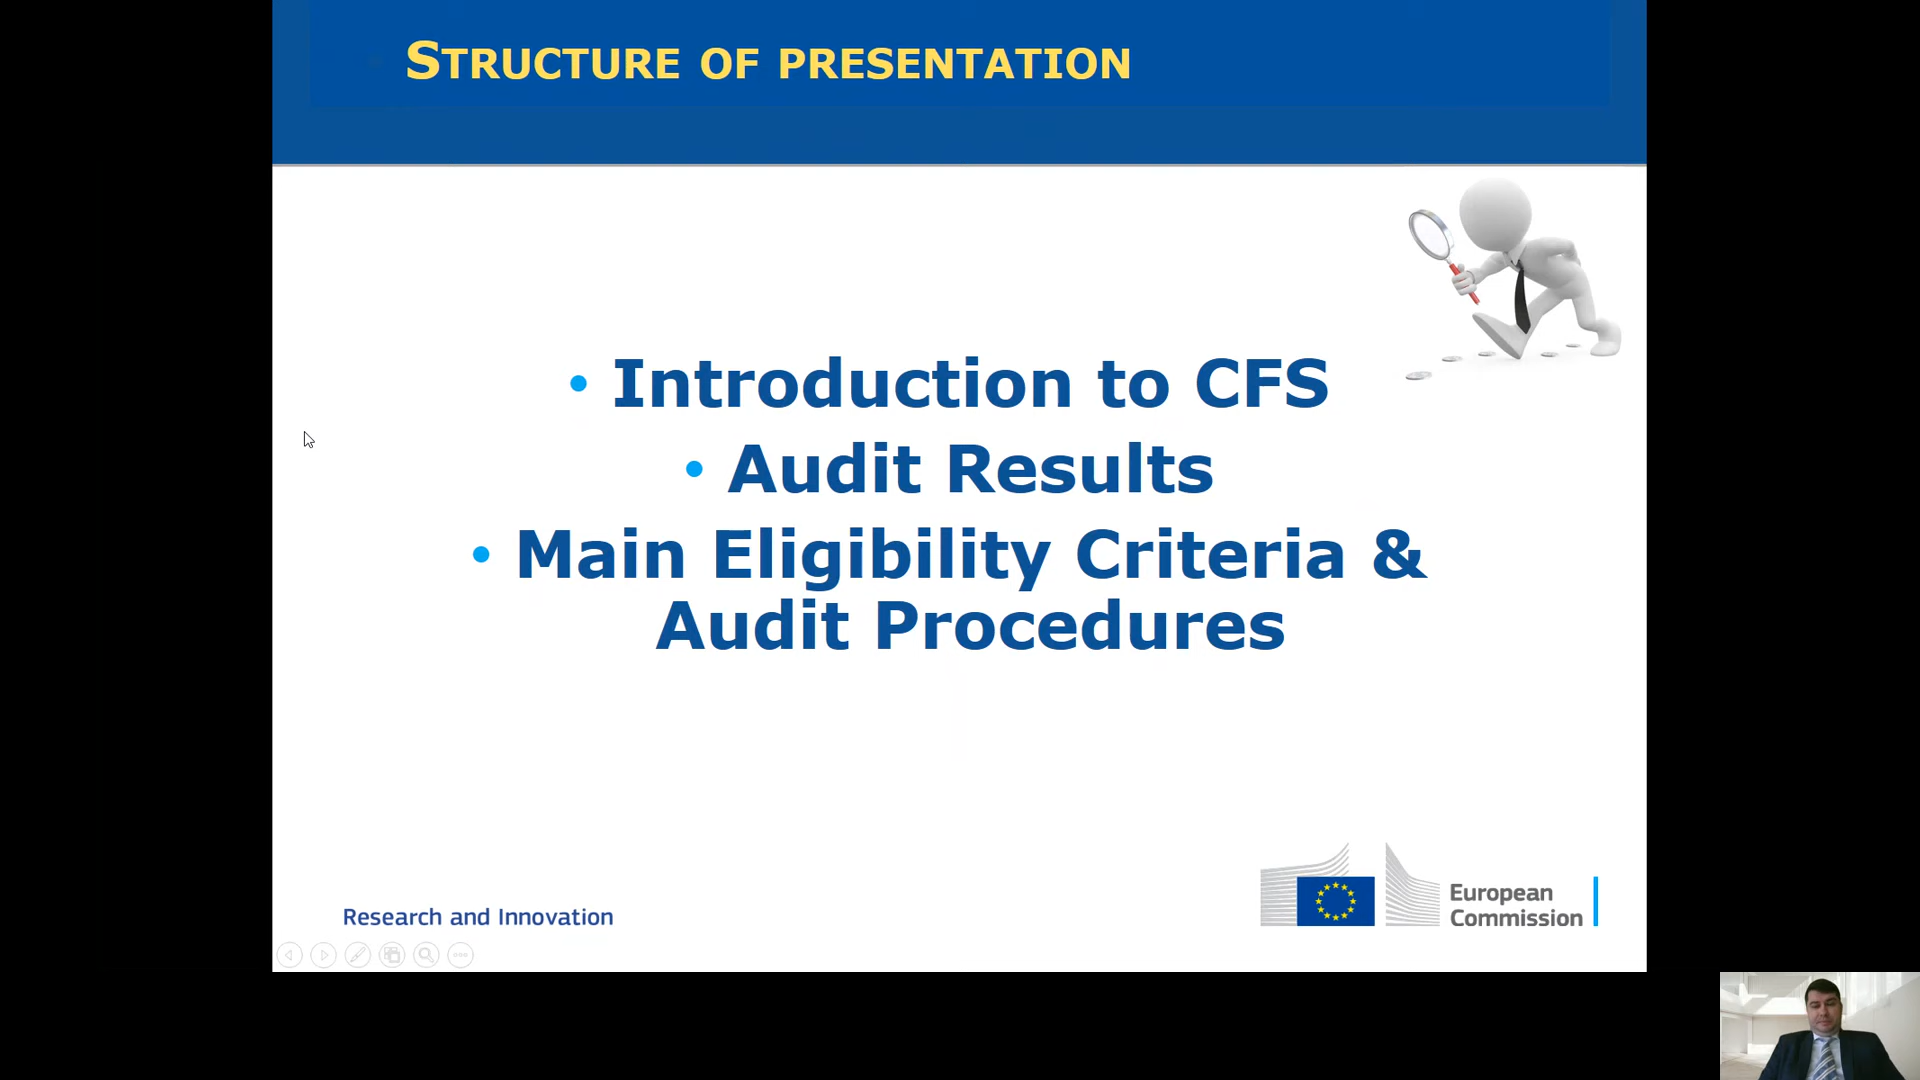 STRUCTURE OF PRESENTATION
• Introduction to CFS
• Audit Results
• Main Eligibility Criteria &
Audit Procedures
Research and Innovation
European
Commission